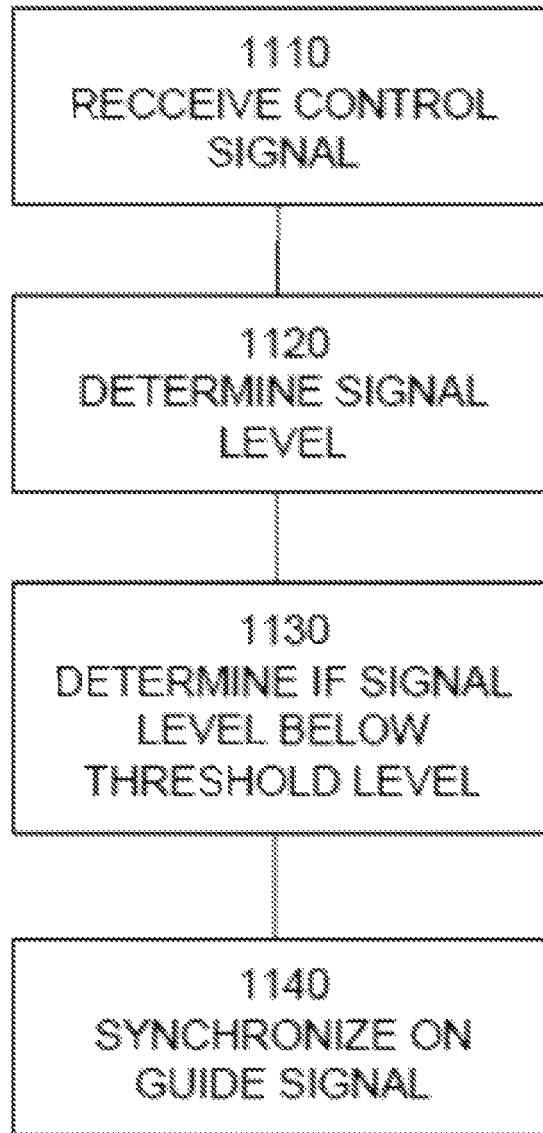 1110
RECCEIVE CONTROL
SIGNAL
1120
DETERMINE SIGNAL
LEVEL
1130
DETERMINE IF SIGNAL
LEVEL BELOW
THRESHOLD LEVEL
1140
SYNCHRONIZE ON
GUIDE SIGNAL